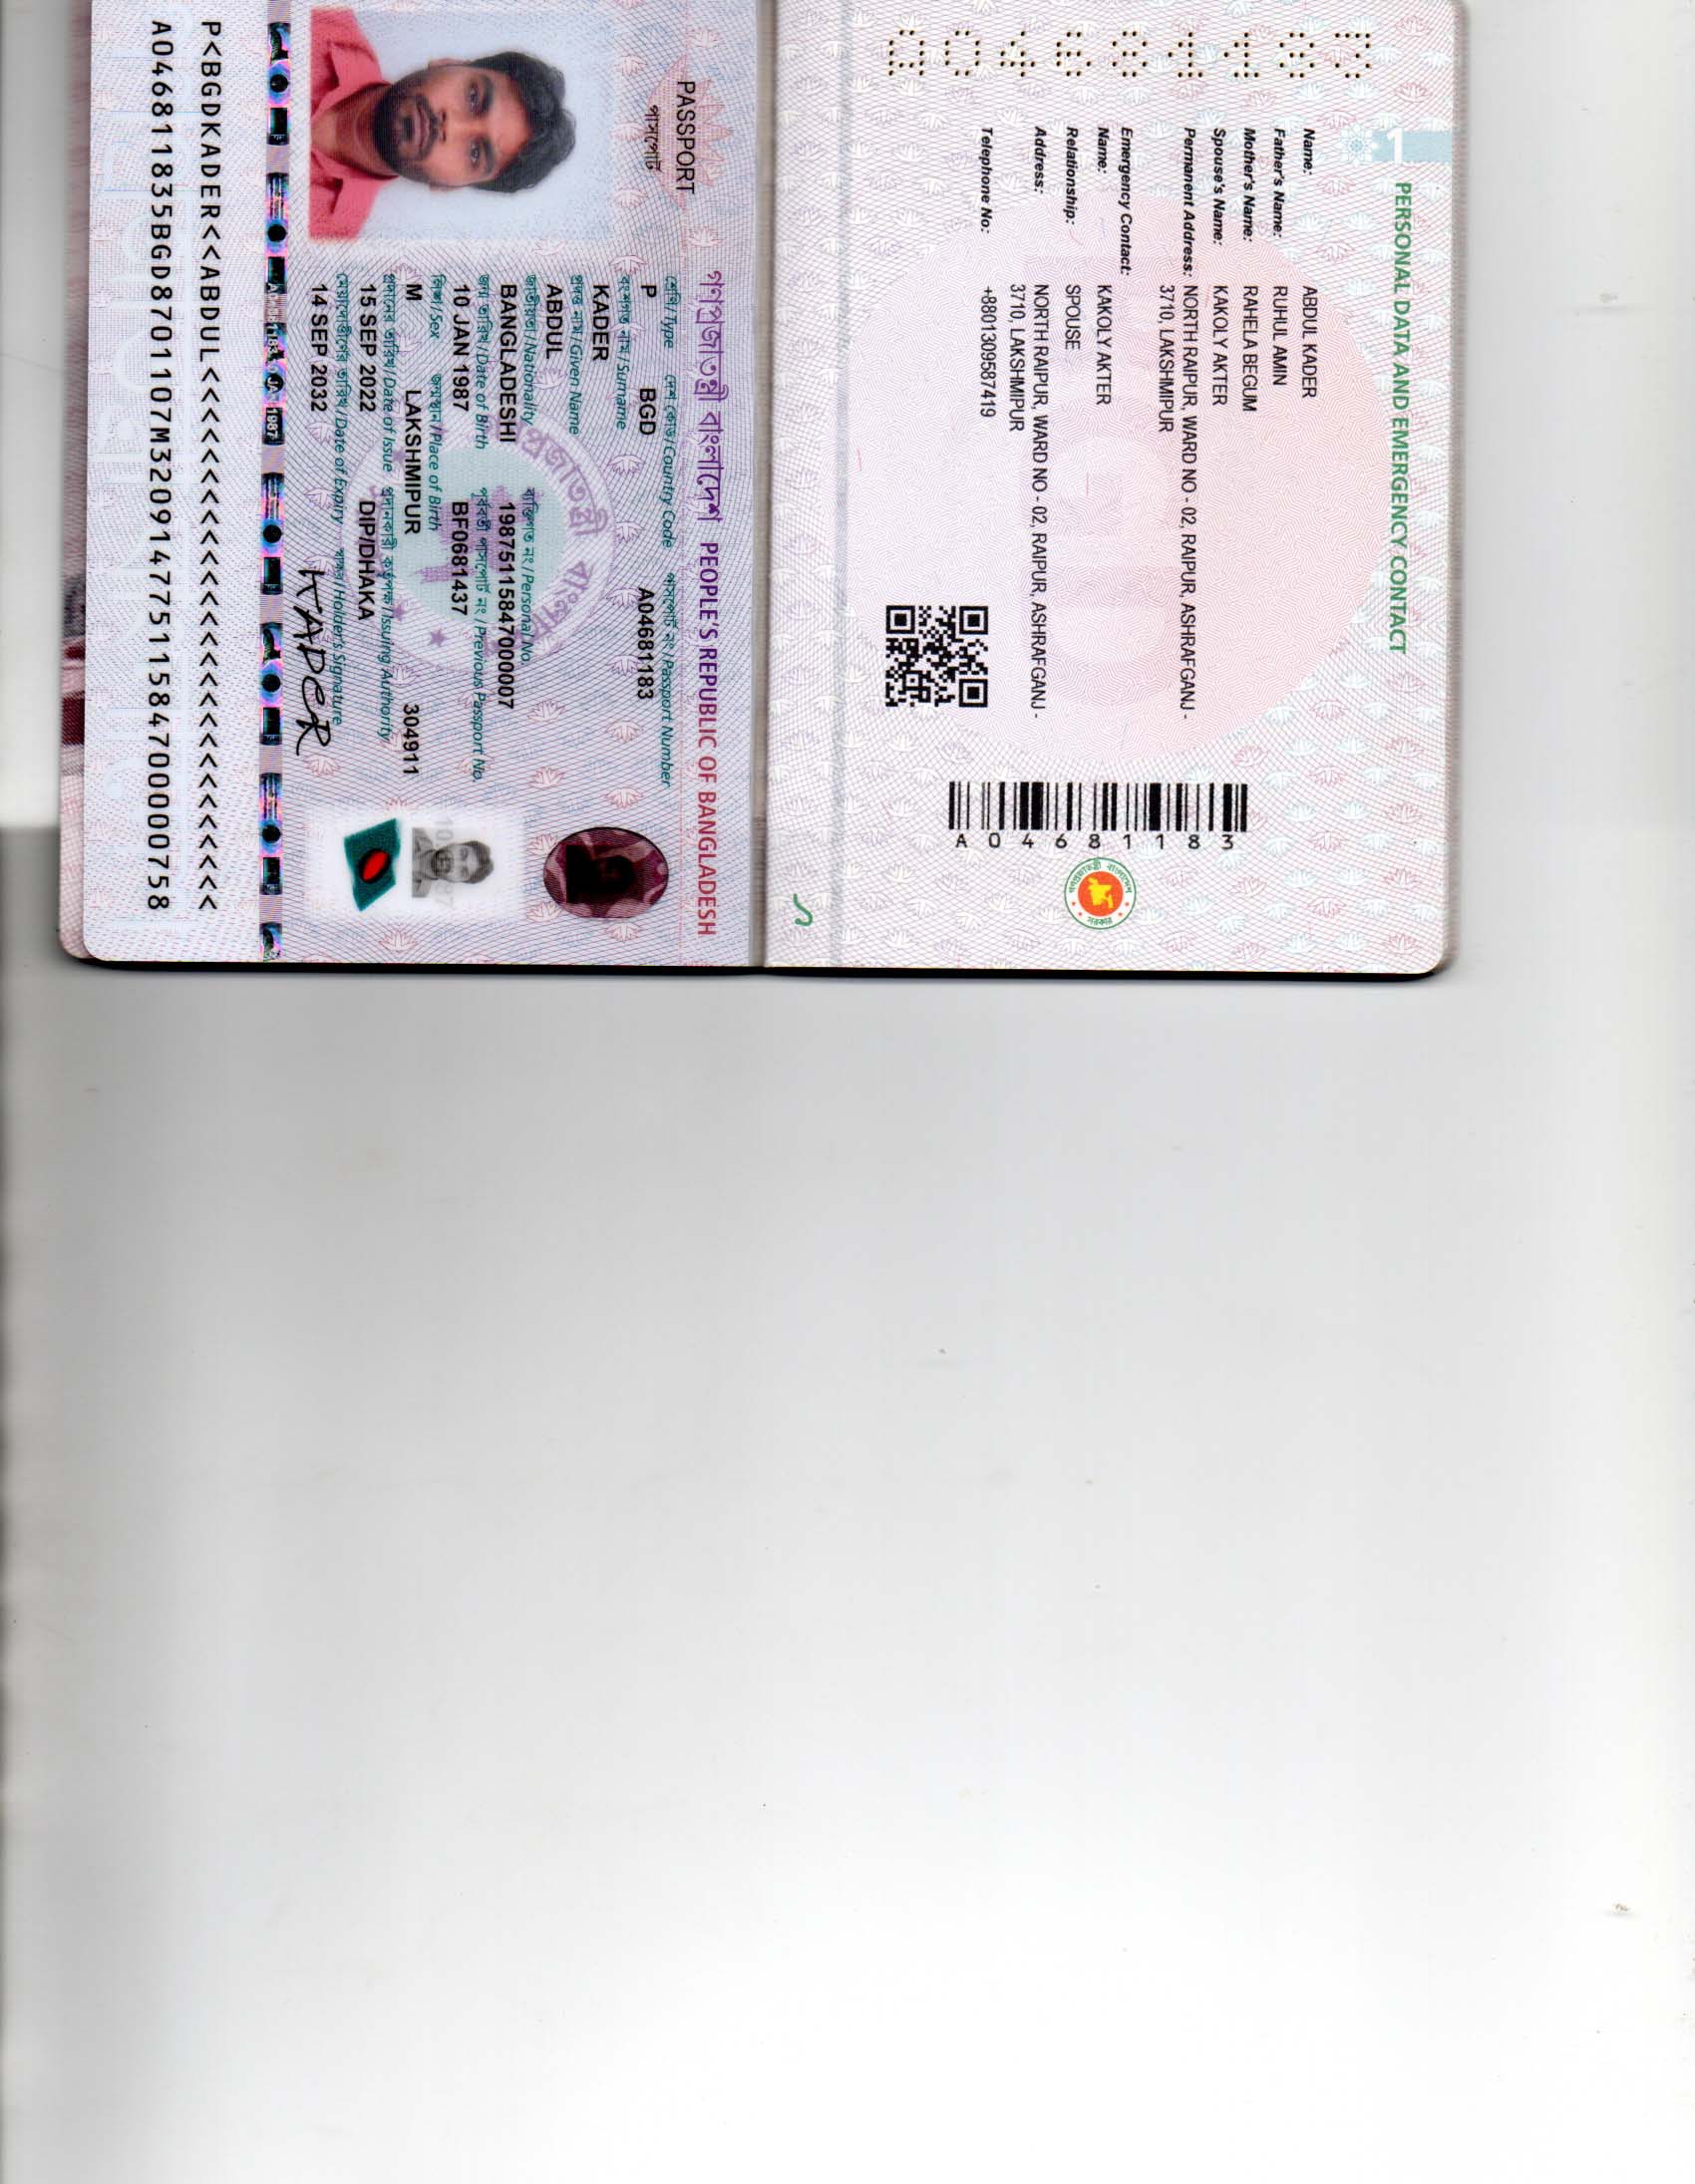 1 PERSONAL DATA AND EMERGENCY CONTACT
Name: ABDUL KADER
Father's Name: RUHUL AMIN
Mother's Name: RAHELA BEGUM
Spouse's Name: KAKOLY AKTER
Permanent Address: NORTH RAIPUR, WARD NO - 02, RAIPUR, ASHRAFGANJ -
3710, LAKSHMIPUR
Emergency Contact:
Name: KAKOLY AKTER
Relationship: SPOUSE
Address: NORTH RAIPUR, WARD NO - 02, RAIPUR, ASHRAFGANJ -
3710, LAKSHMIPUR
Telephone No: +8801309587419
A04681183
A04681183
গণপ্রজাতন্ত্রী বাংলাদেশ PEOPLE'S REPUBLIC OF BANGLADESH
PASSPORT
পাসপোর্ট
শ্রেণি/Type দেশ কোড/Country Code পাসপোর্ট নং/Passport Number
P BGD A04681183
বংশগত নাম/Surname
KADER
প্রদত্ত নাম/Given Name
ABDUL
জাতীয়তা/Nationality ব্যক্তিগত নং/Personal No.
BANGLADESHI 19875115847000007
জন্ম তারিখ/Date of Birth পূর্ববর্তী পাসপোর্ট নং/Previous Passport No.
10 JAN 1987 BF0681437
লিঙ্গ/Sex জন্মস্থান/Place of Birth
M LAKSHMIPUR 304911
প্রদানের তারিখ/Date of Issue প্রদানকারী কর্তৃপক্ষ/Issuing Authority
15 SEP 2022 DIP/DHAKA
মেয়াদোত্তীর্ণের তারিখ/Date of Expiry স্বাক্ষর/Holder's Signature
14 SEP 2032 KADER
P<BGDKADER<<ABDUL<<<<<<<<<<<<<<<<<<<<<<<<<<<
A046811835BGD8701107M32091477511584700000758